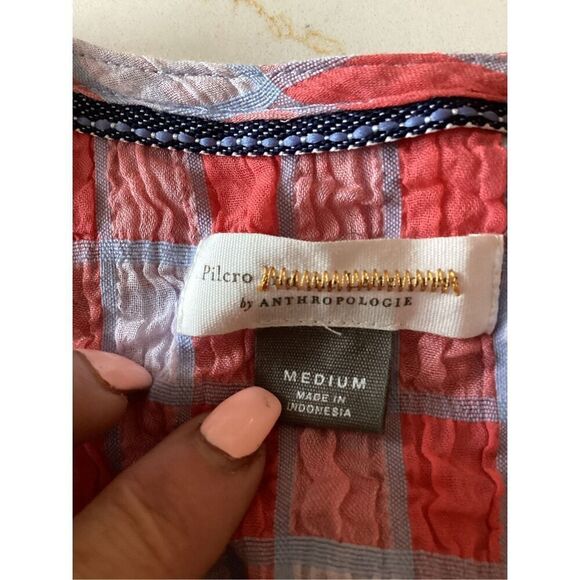 Pilcro
by ANTHROPOLOGIE
MEDIUM
MADE IN
INDONESIA